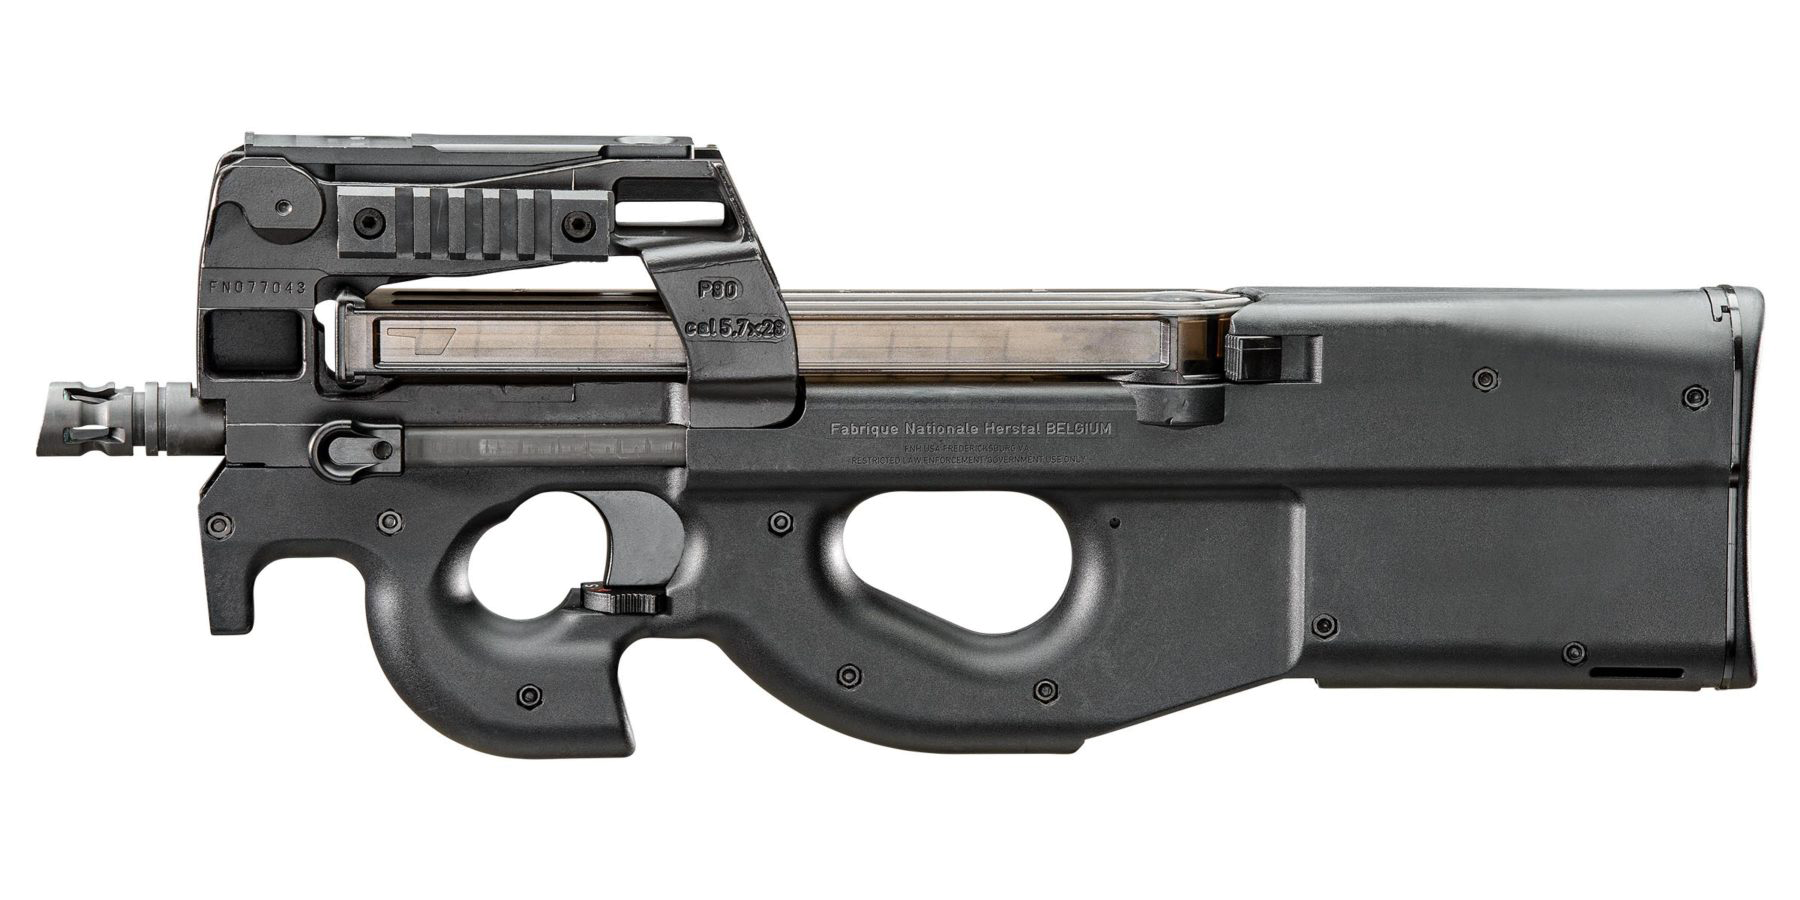 FN077043
P90
cal 5.7x28
Fabrique Nationale Herstal BELGIUM
FNH USA FREDERICKSBURG VA
RESTRICTED LAW ENFORCEMENT/GOVERNMENT USE ONLY
S